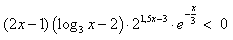 (2x−1)(log₃ x−2)·2^{1,5x−3}·e^{−x/3} < 0